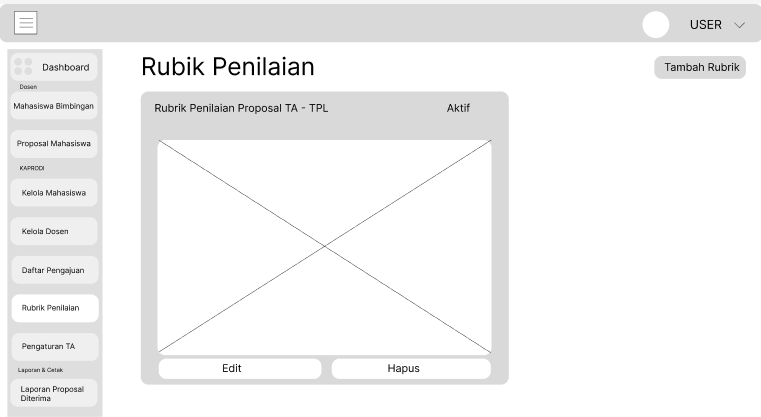 USER
Dashboard
Dosen
Mahasiswa Bimbingan
Proposal Mahasiswa
KAPRODI
Kelola Mahasiswa
Kelola Dosen
Daftar Pengajuan
Rubrik Penilaian
Pengaturan TA
Laporan & Cetak
Laporan Proposal
Diterima
Rubik Penilaian
Tambah Rubrik
Rubrik Penilaian Proposal TA - TPL
Aktif
Edit
Hapus